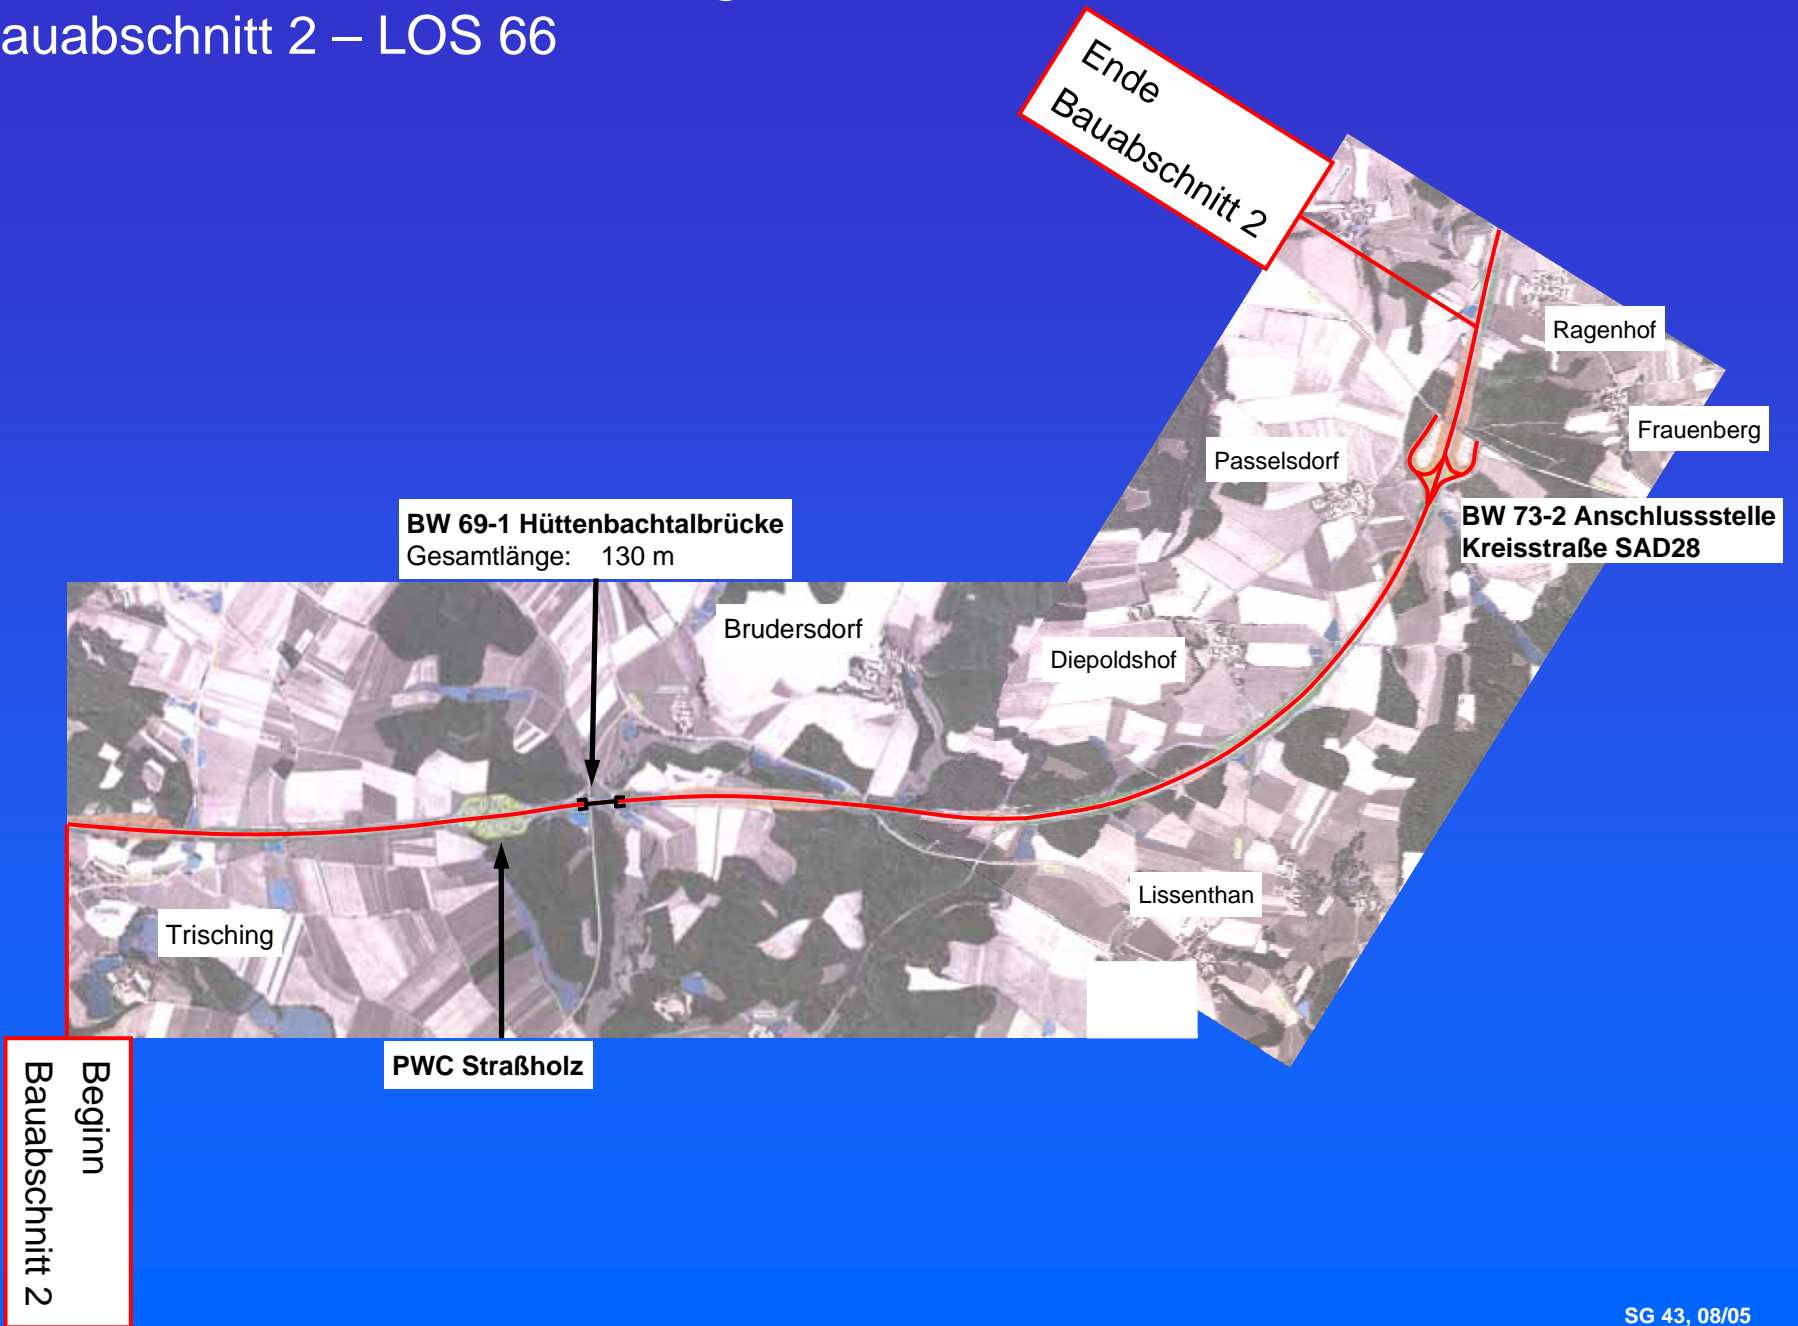 auabschnitt 2 – LOS 66
Ende
Bauabschnitt 2
Ragenhof
Frauenberg
Passelsdorf
BW 73-2 Anschlussstelle
Kreisstraße SAD28
BW 69-1 Hüttenbachtalbrücke
Gesamtlänge: 130 m
Brudersdorf
Diepoldshof
Lissenthan
Trisching
PWC Straßholz
Beginn
Bauabschnitt 2
SG 43, 08/05